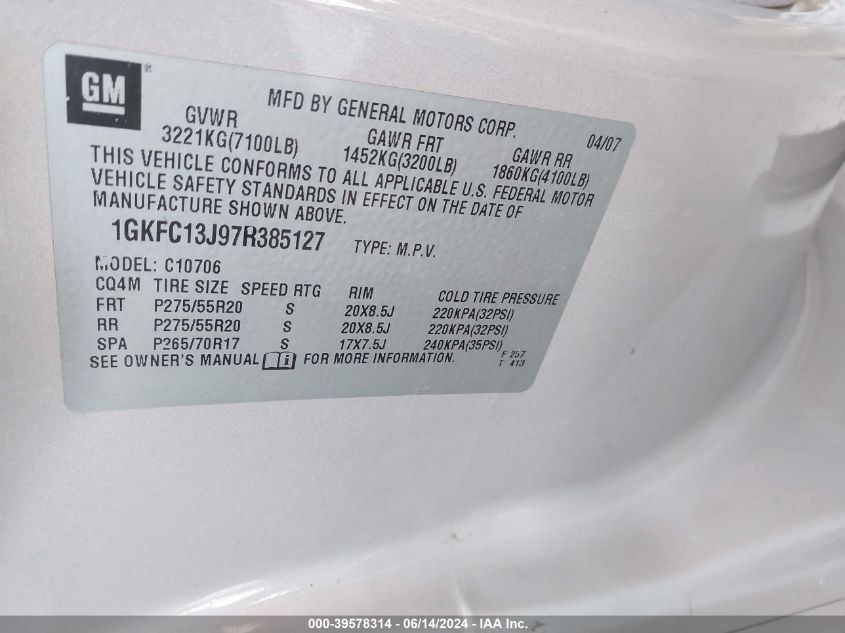 GM ®
MFD BY GENERAL MOTORS CORP. 04/07
GVWR GAWR FRT GAWR RR
3221KG(7100LB) 1452KG(3200LB) 1860KG(4100LB)
THIS VEHICLE CONFORMS TO ALL APPLICABLE U.S. FEDERAL MOTOR
VEHICLE SAFETY STANDARDS IN EFFECT ON THE DATE OF
MANUFACTURE SHOWN ABOVE.
1GKFC13J97R385127 TYPE: M.P.V.
MODEL: C10706
CQ4M TIRE SIZE SPEED RTG RIM COLD TIRE PRESSURE
FRT P275/55R20 S 20X8.5J 220KPA(32PSI)
RR P275/55R20 S 20X8.5J 220KPA(32PSI)
SPA P265/70R17 S 17X7.5J 240KPA(35PSI)
SEE OWNER'S MANUAL i FOR MORE INFORMATION. F 257
T 413
000-39578314 - 06/14/2024 - IAA Inc.